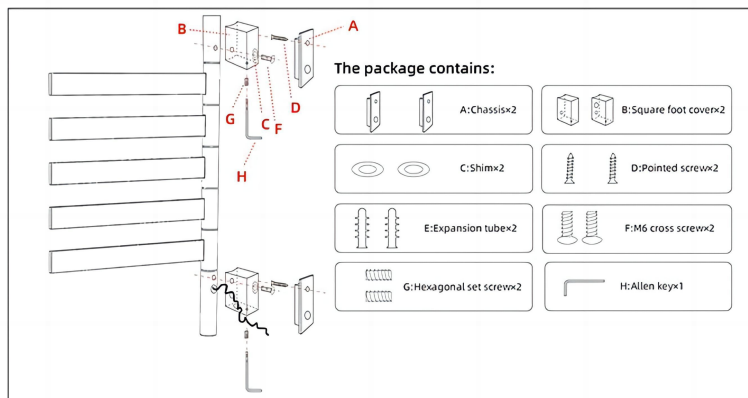 A
B
The package contains:
A:Chassis×2
B:Square foot cover×2
G
C
F
D
H
C:Shim×2
D:Pointed screw×2
E:Expansion tube×2
F:M6 cross screw×2
G:Hexagonal set screw×2
H:Allen key×1